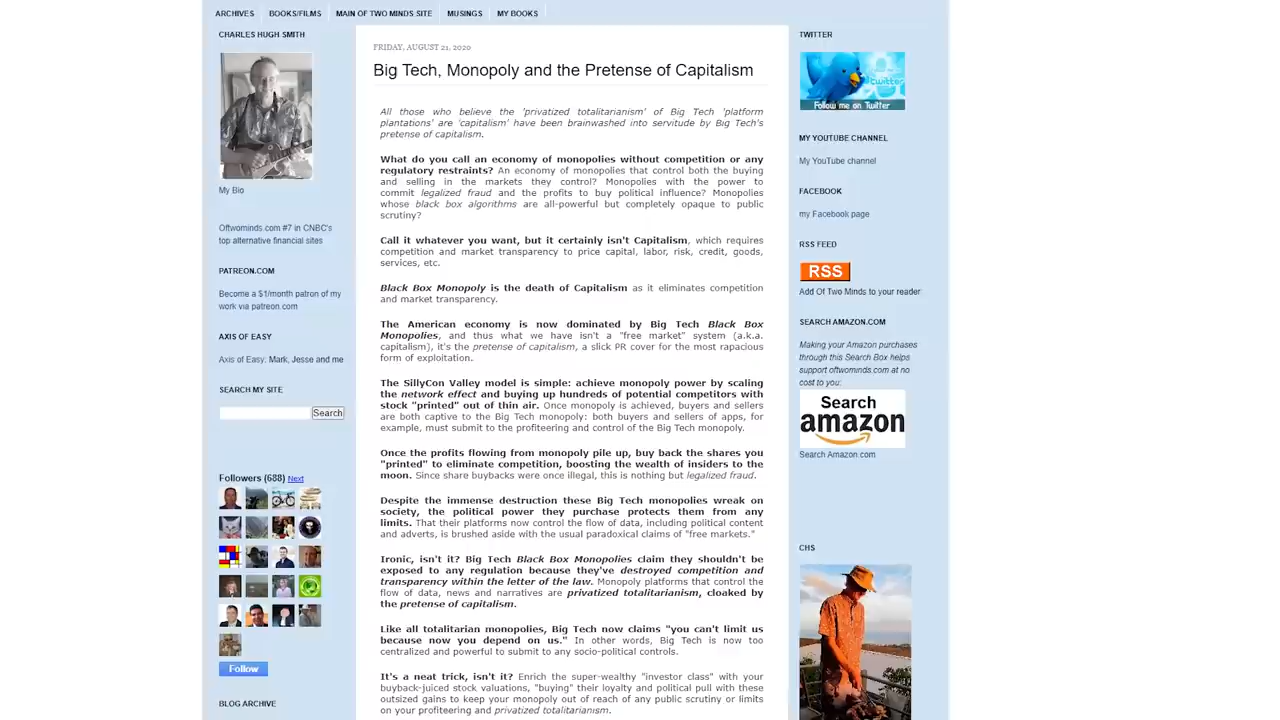 ARCHIVES BOOKS/FILMS MAIN OF TWO MINDS SITE MUSINGS MY BOOKS
CHARLES HUGH SMITH
My Bio
Oftwominds.com #7 in CNBC's
top alternative financial sites
PATREON.COM
Become a $1/month patron of my
work via patreon.com
AXIS OF EASY
Axis of Easy: Mark, Jesse and me
SEARCH MY SITE
Search
Followers (688) Next
Follow
BLOG ARCHIVE
FRIDAY, AUGUST 21, 2020
Big Tech, Monopoly and the Pretense of Capitalism
All those who believe the 'privatized totalitarianism' of Big Tech 'platform
plantations' are 'capitalism' have been brainwashed into servitude by Big Tech's
pretense of capitalism.
What do you call an economy of monopolies without competition or any
regulatory restraints? An economy of monopolies that control both the buying
and selling in the markets they control? Monopolies with the power to
commit legalized fraud and the profits to buy political influence? Monopolies
whose black box algorithms are all-powerful but completely opaque to public
scrutiny?
Call it whatever you want, but it certainly isn't Capitalism, which requires
competition and market transparency to price capital, labor, risk, credit, goods,
services, etc.
Black Box Monopoly is the death of Capitalism as it eliminates competition
and market transparency.
The American economy is now dominated by Big Tech Black Box
Monopolies, and thus what we have isn't a "free market" system (a.k.a.
capitalism), it's the pretense of capitalism, a slick PR cover for the most rapacious
form of exploitation.
The SillyCon Valley model is simple: achieve monopoly power by scaling
the network effect and buying up hundreds of potential competitors with
stock "printed" out of thin air. Once monopoly is achieved, buyers and sellers
are both captive to the Big Tech monopoly: both buyers and sellers of apps, for
example, must submit to the profiteering and control of the Big Tech monopoly.
Once the profits flowing from monopoly pile up, buy back the shares you
"printed" to eliminate competition, boosting the wealth of insiders to the
moon. Since share buybacks were once illegal, this is nothing but legalized fraud.
Despite the immense destruction these Big Tech monopolies wreak on
society, the political power they purchase protects them from any
limits. That their platforms now control the flow of data, including political content
and adverts, is brushed aside with the usual paradoxical claims of "free markets."
Ironic, isn't it? Big Tech Black Box Monopolies claim they shouldn't be
exposed to any regulation because they've destroyed competition and
transparency within the letter of the law. Monopoly platforms that control the
flow of data, news and narratives are privatized totalitarianism, cloaked by
the pretense of capitalism.
Like all totalitarian monopolies, Big Tech now claims "you can't limit us
because now you depend on us." In other words, Big Tech is now too
centralized and powerful to submit to any socio-political controls.
It's a neat trick, isn't it? Enrich the super-wealthy "investor class" with your
buyback-juiced stock valuations, "buying" their loyalty and political pull with these
outsized gains to keep your monopoly out of reach of any public scrutiny or limits
on your profiteering and privatized totalitarianism.
TWITTER
twitter
Follow me on Twitter
MY YOUTUBE CHANNEL
My YouTube channel
FACEBOOK
my Facebook page
RSS FEED
RSS
Add Of Two Minds to your reader
SEARCH AMAZON.COM
Making your Amazon purchases
through this Search Box helps
support oftwominds.com at no
cost to you:
Search
amazon
Search Amazon.com
CHS